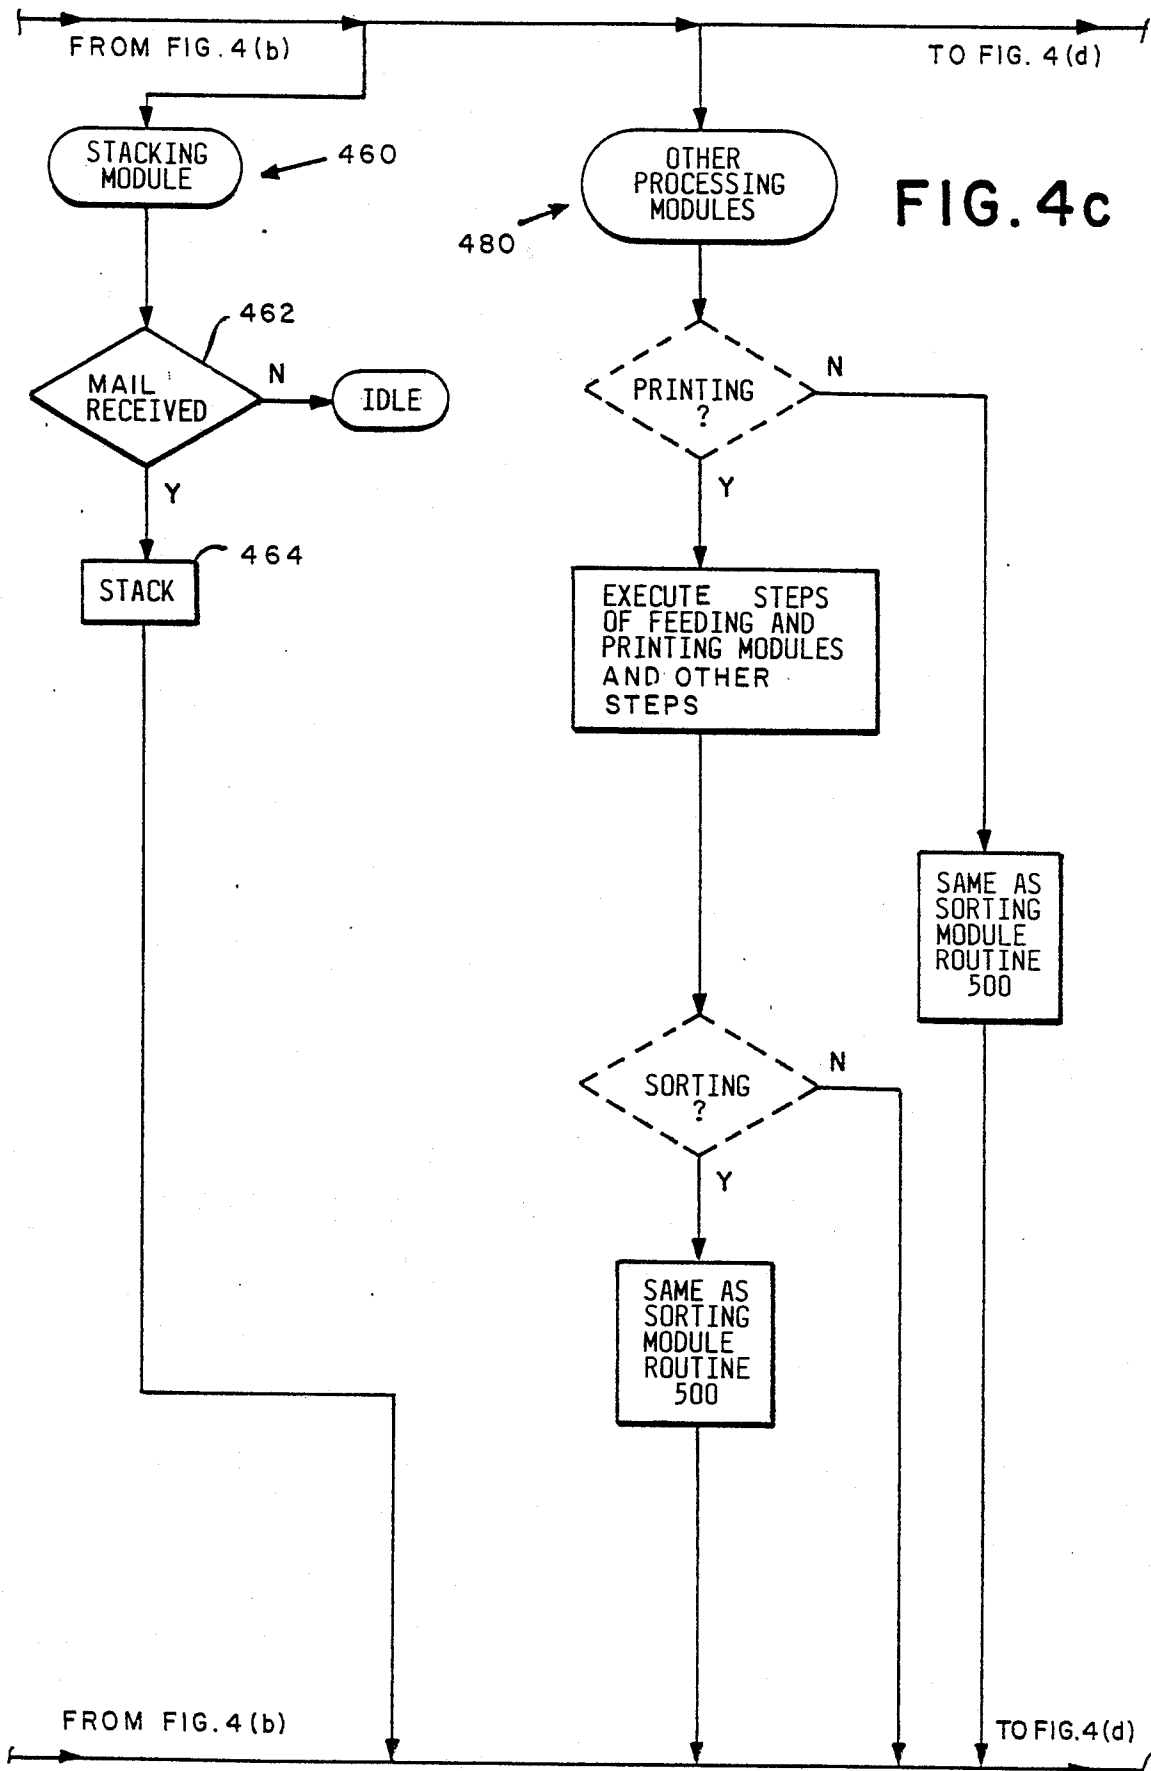 FROM FIG. 4(b)
TO FIG. 4(d)
STACKING
MODULE
460
OTHER
PROCESSING
MODULES
480
FIG. 4c
462
MAIL
RECEIVED
N
IDLE
Y
464
STACK
PRINTING
?
N
Y
EXECUTE STEPS
OF FEEDING AND
PRINTING MODULES
AND OTHER
STEPS
SAME AS
SORTING
MODULE
ROUTINE
500
SORTING
?
N
Y
SAME AS
SORTING
MODULE
ROUTINE
500
FROM FIG. 4(b)
TO FIG. 4(d)